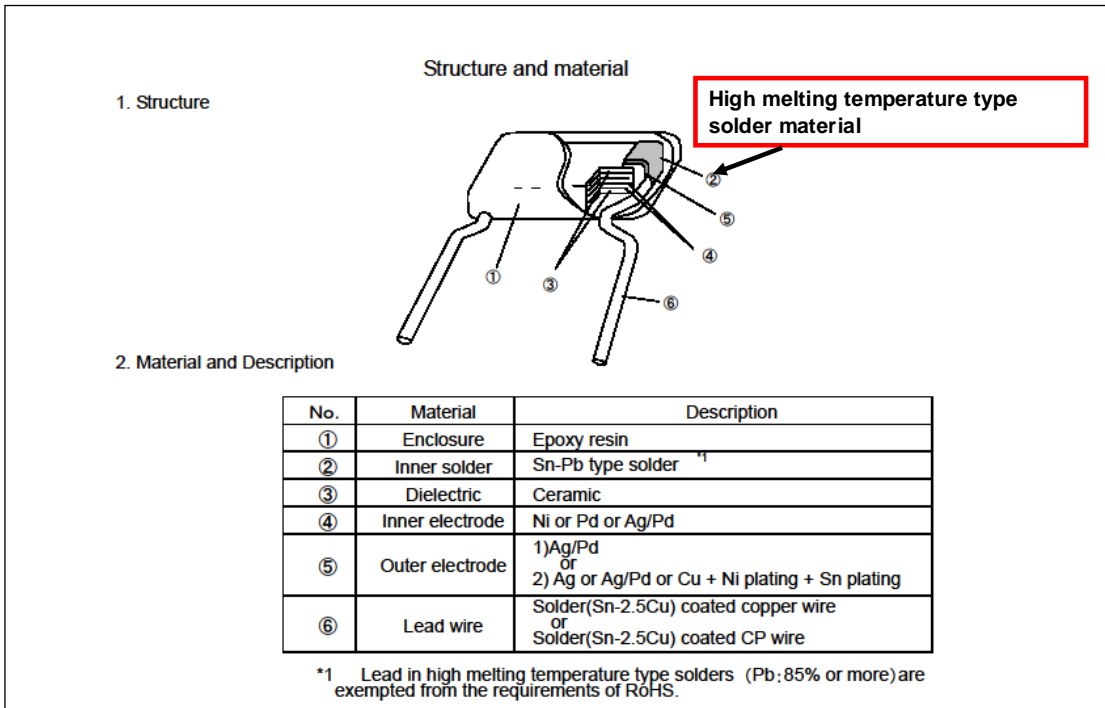 Structure and material
1. Structure
High melting temperature type
solder material
②
⑤
④
①
③
⑥
2. Material and Description
No. Material Description
① Enclosure Epoxy resin
② Inner solder Sn-Pb type solder *1
③ Dielectric Ceramic
④ Inner electrode Ni or Pd or Ag/Pd
⑤ Outer electrode 1)Ag/Pd
or
2) Ag or Ag/Pd or Cu + Ni plating + Sn plating
⑥ Lead wire Solder(Sn-2.5Cu) coated copper wire
or
Solder(Sn-2.5Cu) coated CP wire
*1 Lead in high melting temperature type solders (Pb:85% or more)are
exempted from the requirements of RoHS.